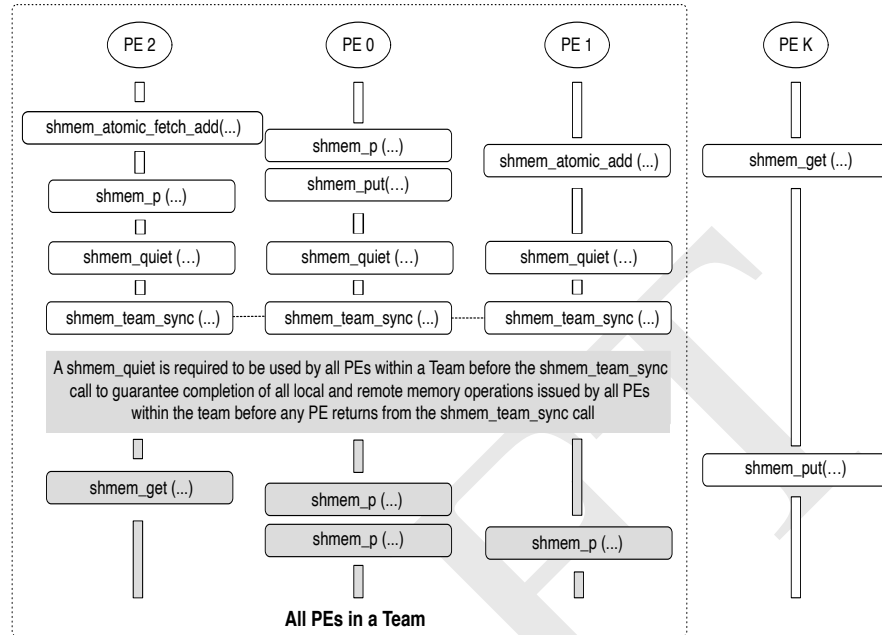 PE 2
PE 0
PE 1
PE K
shmem_atomic_fetch_add(...)
shmem_p (...)
shmem_atomic_add (...)
shmem_get (...)
shmem_p (...)
shmem_put(…)
shmem_quiet (…)
shmem_quiet (…)
shmem_quiet (…)
shmem_team_sync (...)
shmem_team_sync (...)
shmem_team_sync (...)
A shmem_quiet is required to be used by all PEs within a Team before the shmem_team_sync
call to guarantee completion of all local and remote memory operations issued by all PEs
within the team before any PE returns from the shmem_team_sync call
shmem_put(…)
shmem_get (...)
shmem_p (...)
shmem_p (...)
shmem_p (...)
All PEs in a Team